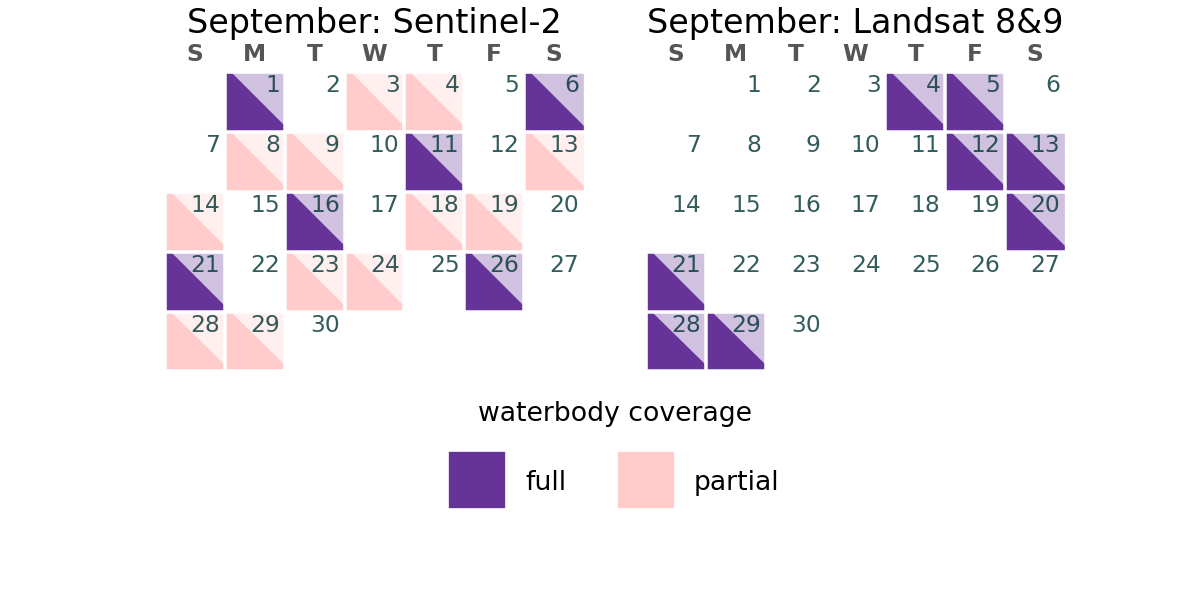 September: Sentinel-2
S M T W T F S
1 2 3 4 5 6
7 8 9 10 11 12 13
14 15 16 17 18 19 20
21 22 23 24 25 26 27
28 29 30
September: Landsat 8&9
S M T W T F S
1 2 3 4 5 6
7 8 9 10 11 12 13
14 15 16 17 18 19 20
21 22 23 24 25 26 27
28 29 30
waterbody coverage
full partial